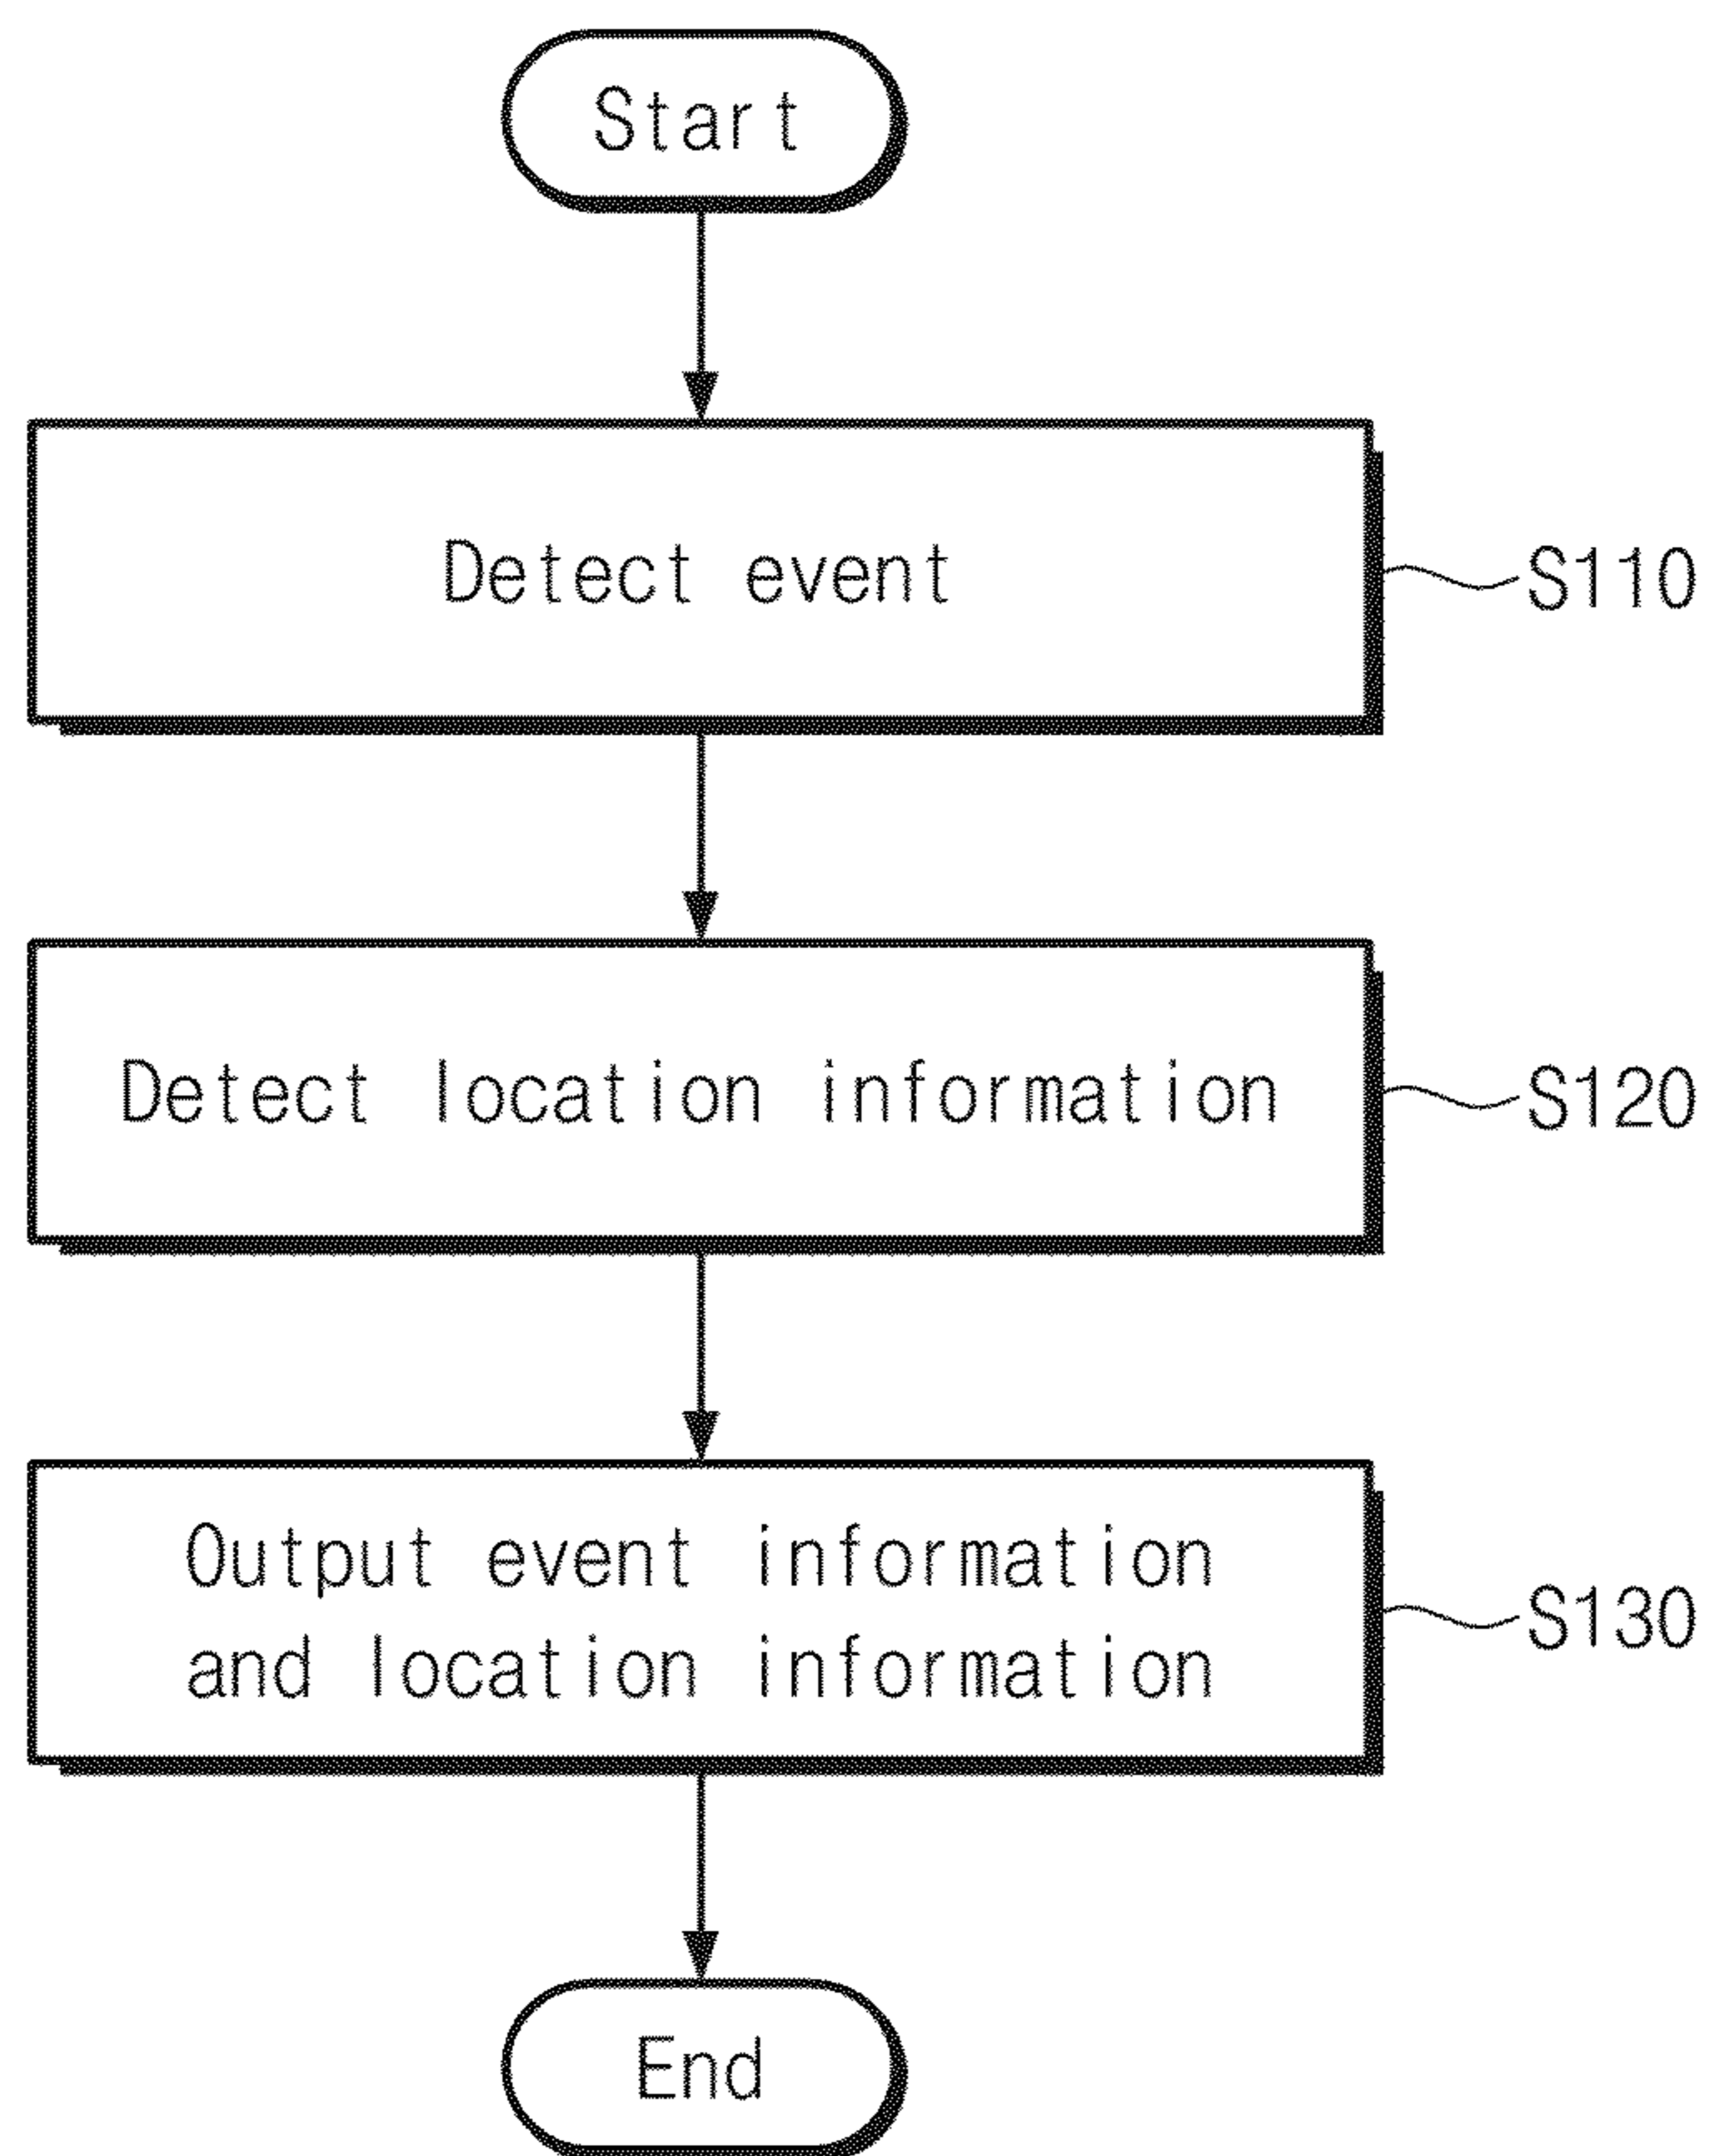 Start
Detect event
S110
Detect location information
S120
Output event information
and location information
S130
End